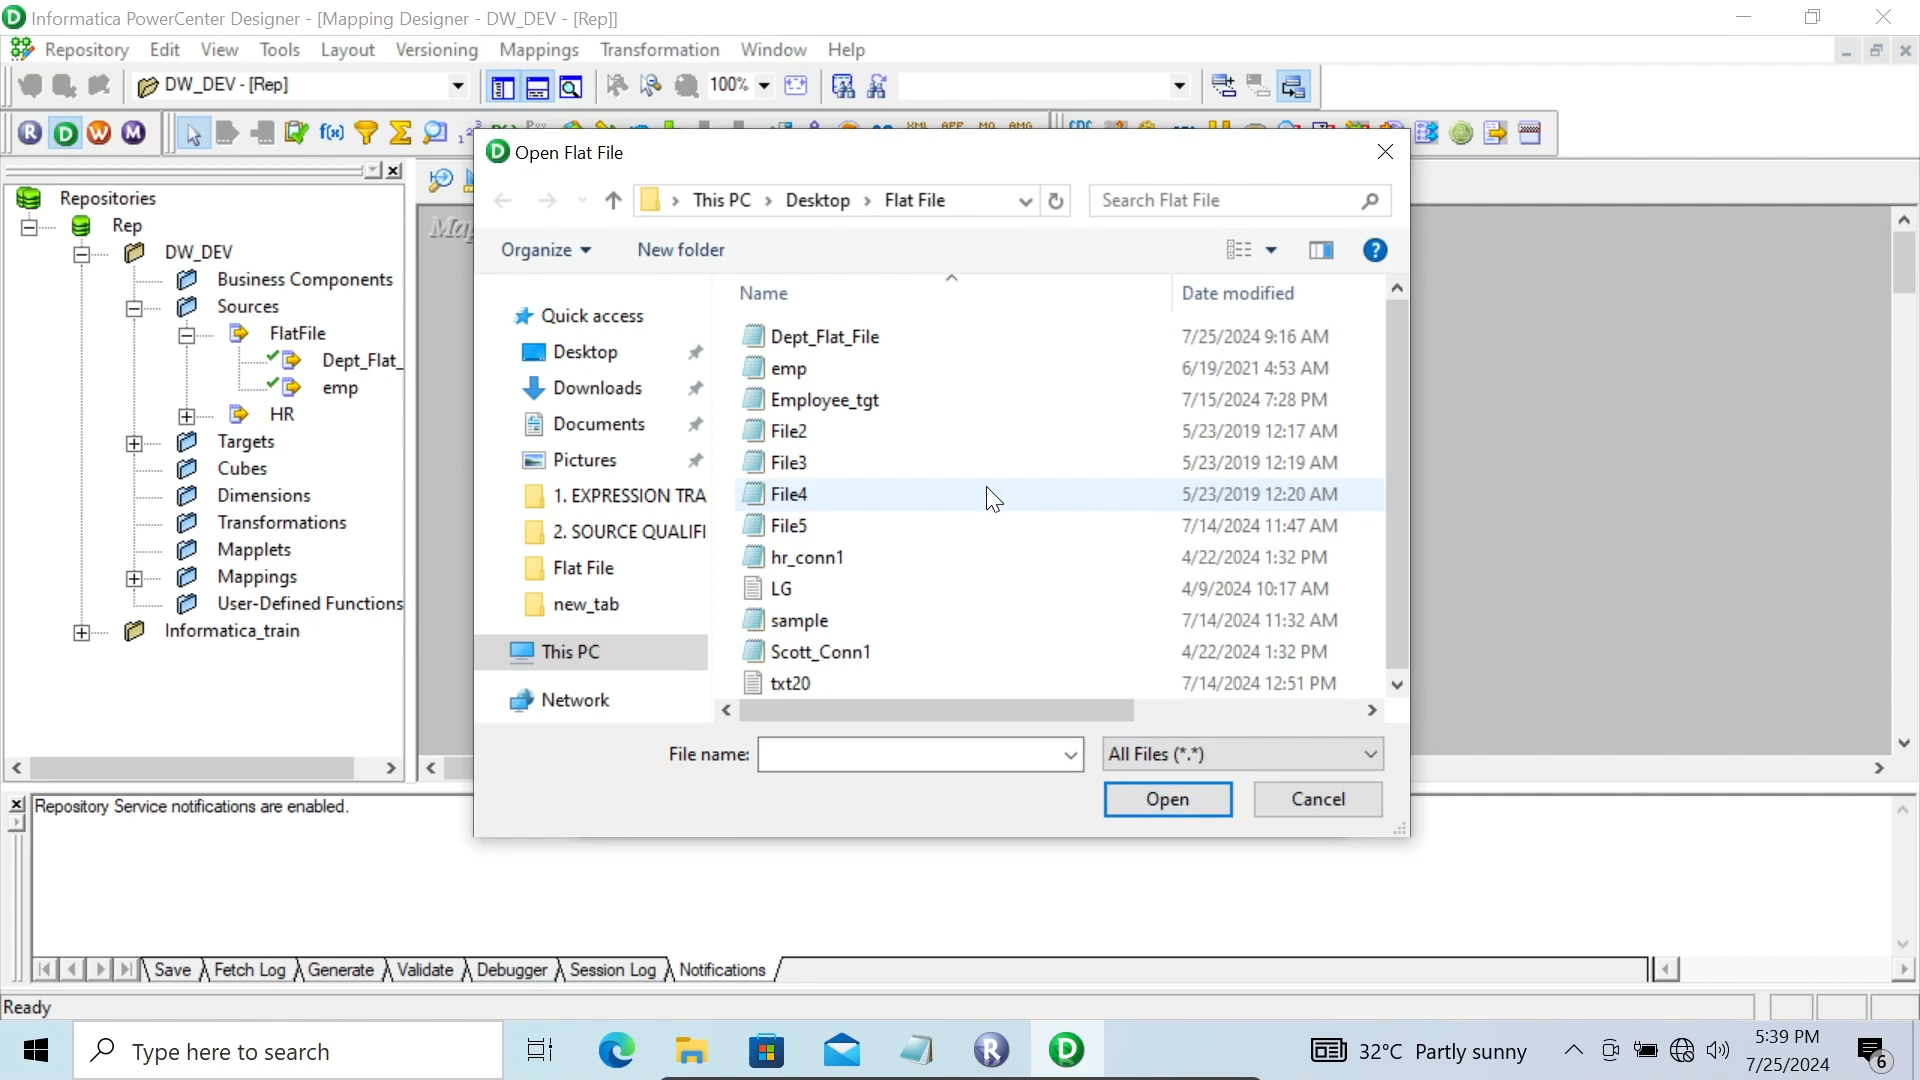 Informatica PowerCenter Designer - [Mapping Designer - DW_DEV - [Rep]]
Repository Edit View Tools Layout Versioning Mappings Transformation Window Help
DW_DEV - [Rep]
100%
Repositories
Rep
DW_DEV
Business Components
Sources
FlatFile
Dept_Flat_
emp
HR
Targets
Cubes
Dimensions
Transformations
Mapplets
Mappings
User-Defined Functions
Informatica_train
Open Flat File
This PC > Desktop > Flat File
Search Flat File
Organize
New folder
Quick access
Desktop
Downloads
Documents
Pictures
1. EXPRESSION TRA
2. SOURCE QUALIFI
Flat File
new_tab
This PC
Network
Name Date modified
Dept_Flat_File 7/25/2024 9:16 AM
emp 6/19/2021 4:53 AM
Employee_tgt 7/15/2024 7:28 PM
File2 5/23/2019 12:17 AM
File3 5/23/2019 12:19 AM
File4 5/23/2019 12:20 AM
File5 7/14/2024 11:47 AM
hr_conn1 4/22/2024 1:32 PM
LG 4/9/2024 10:17 AM
sample 7/14/2024 11:32 AM
Scott_Conn1 4/22/2024 1:32 PM
txt20 7/14/2024 12:51 PM
File name:
All Files (*.*)
Open
Cancel
Repository Service notifications are enabled.
Save Fetch Log Generate Validate Debugger Session Log Notifications
Ready
Type here to search
32°C Partly sunny
5:39 PM
7/25/2024
6